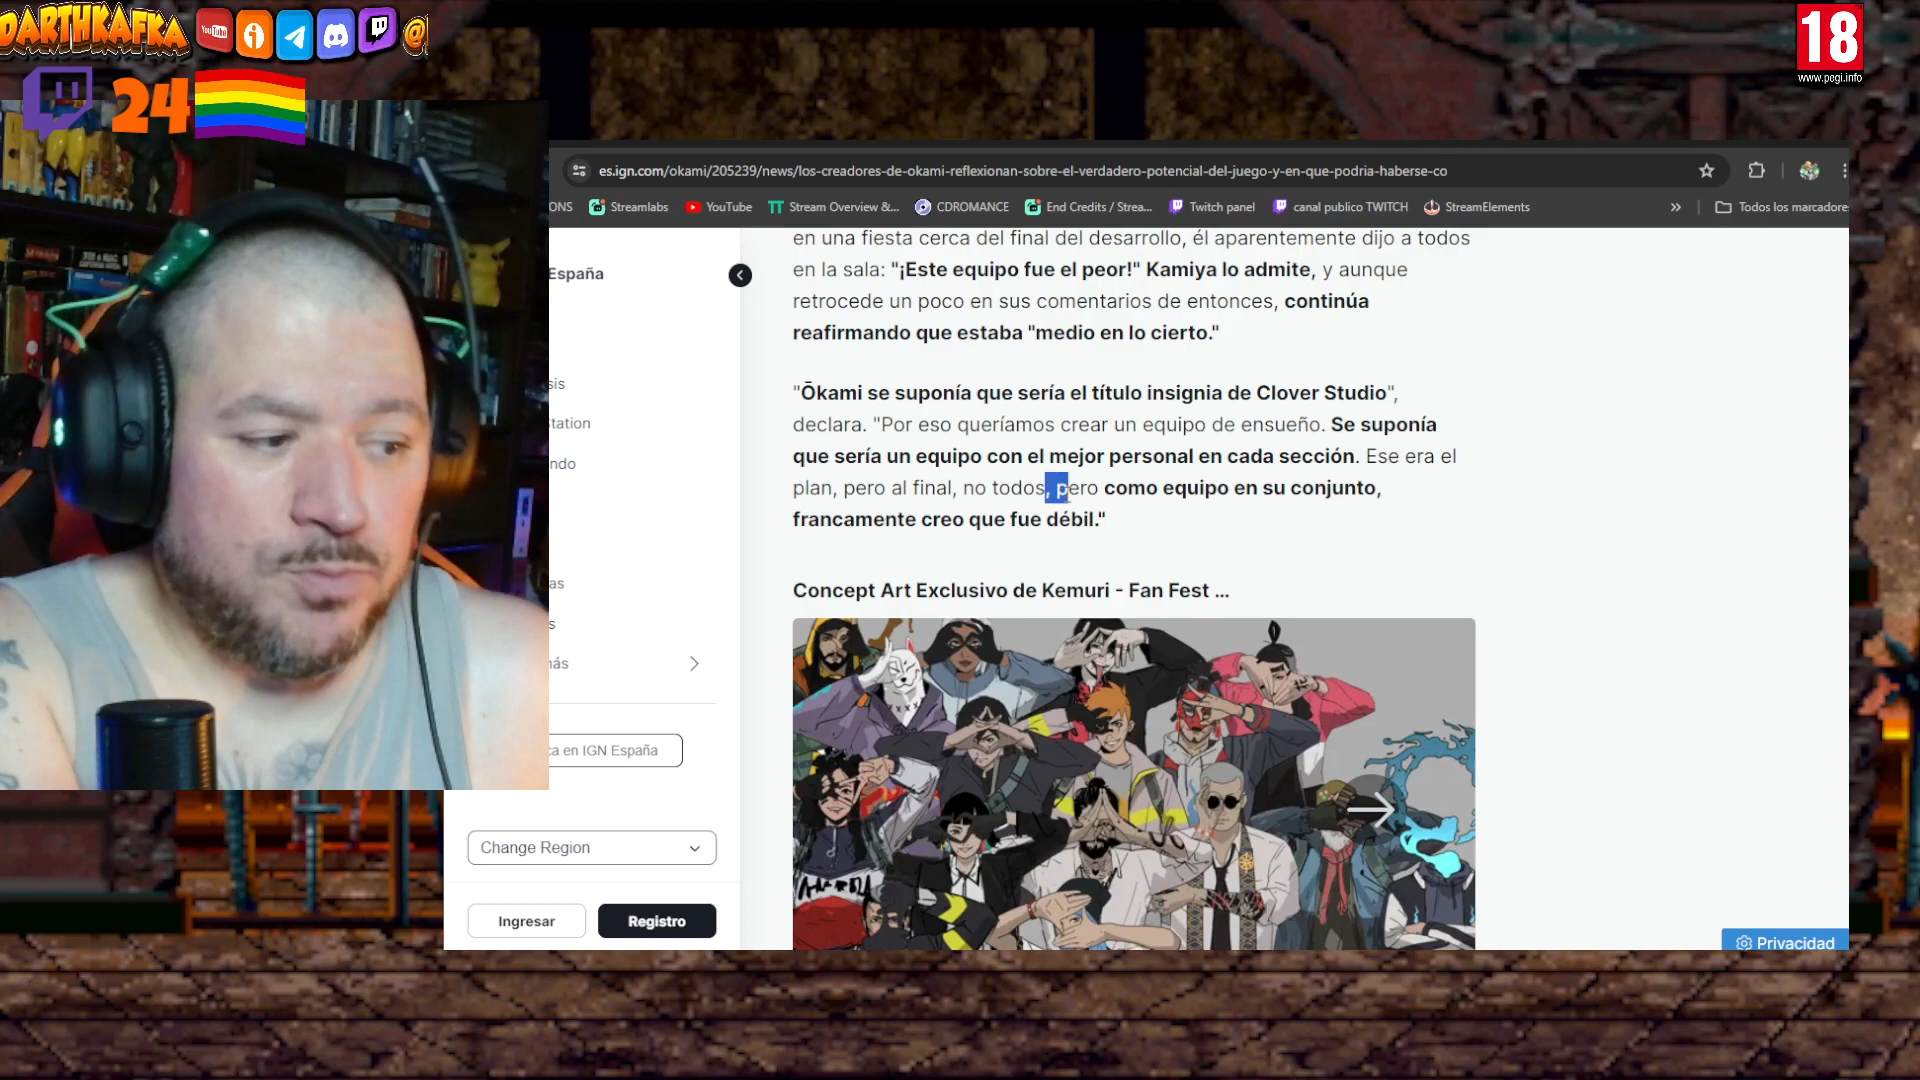 DARTHKAFKA
YouTube
@
24
18
www.pegi.info
es.ign.com/okami/205239/news/los-creadores-de-okami-reflexionan-sobre-el-verdadero-potencial-del-juego-y-en-que-podria-haberse-co
ONS Streamlabs YouTube Stream Overview &... CDROMANCE End Credits / Strea... Twitch panel canal publico TWITCH StreamElements » Todos los marcadore
España
sis
tation
ndo
as
s
nás
ca en IGN España
Change Region
Ingresar Registro
en una fiesta cerca del final del desarrollo, él aparentemente dijo a todos
en la sala: "¡Este equipo fue el peor!" Kamiya lo admite, y aunque
retrocede un poco en sus comentarios de entonces, continúa
reafirmando que estaba "medio en lo cierto."
"Ōkami se suponía que sería el título insignia de Clover Studio",
declara. "Por eso queríamos crear un equipo de ensueño. Se suponía
que sería un equipo con el mejor personal en cada sección. Ese era el
plan, pero al final, no todos, pero como equipo en su conjunto,
francamente creo que fue débil."
Concept Art Exclusivo de Kemuri - Fan Fest ...
Privacidad